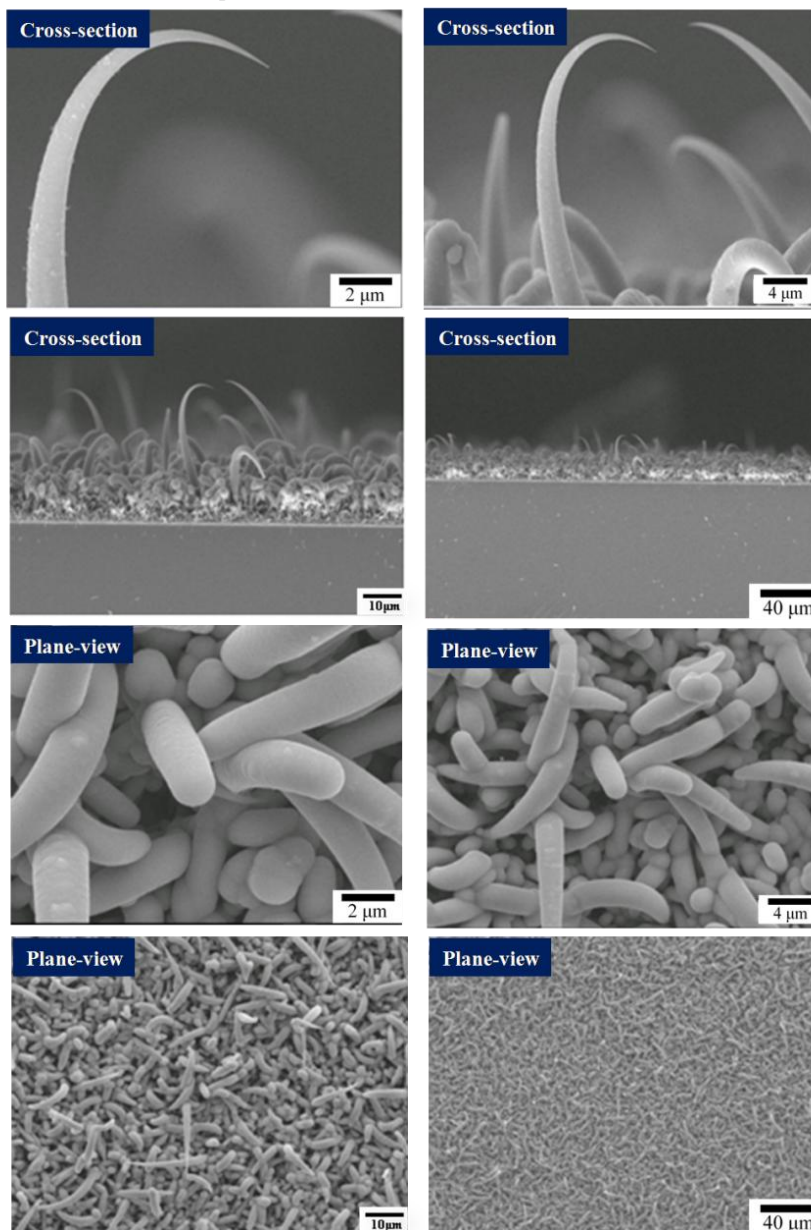 Cross-section
2 μm
Cross-section
4 μm
Cross-section
10μm
Cross-section
40 μm
Plane-view
2 μm
Plane-view
4 μm
Plane-view
10μm
Plane-view
40 μm